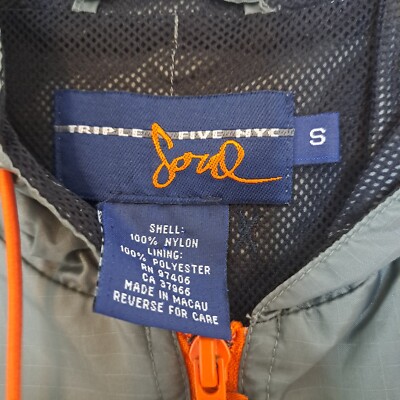 TRIPLE FIVE NYC
Soul
S
SHELL:
100% NYLON
LINING:
100% POLYESTER
RN 97406
CA 37966
MADE IN MACAU
REVERSE FOR CARE